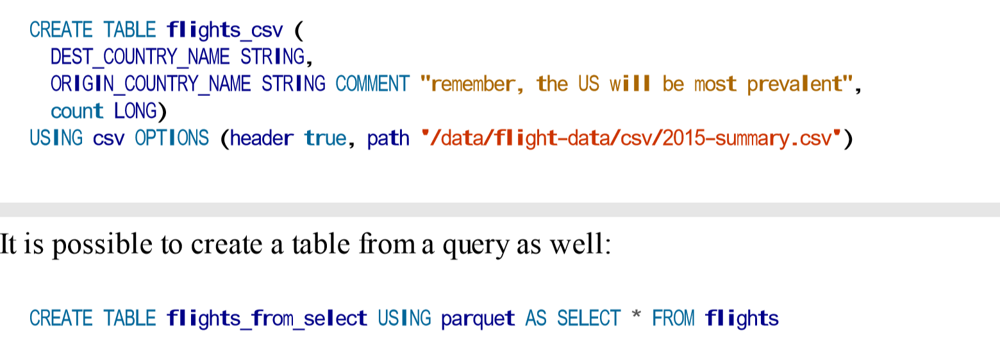 CREATE TABLE flights_csv (
DEST_COUNTRY_NAME STRING,
ORIGIN_COUNTRY_NAME STRING COMMENT "remember, the US will be most prevalent",
count LONG)
USING csv OPTIONS (header true, path '/data/flight-data/csv/2015-summary.csv')
It is possible to create a table from a query as well:
CREATE TABLE flights_from_select USING parquet AS SELECT * FROM flights